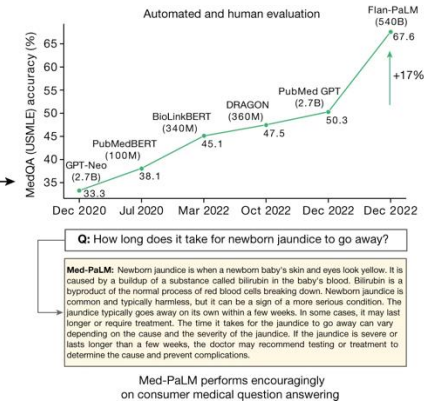 Automated and human evaluation
Flan-PaLM
(540B)
67.6
+17%
PubMed GPT
(2.7B)
50.3
DRAGON
(360M)
47.5
BioLinkBERT
(340M)
45.1
PubMedBERT
(100M)
38.1
GPT-Neo
(2.7B)
33.3
MedQA (USMLE) accuracy (%)
65
60
55
50
45
40
35
Dec 2020 Jul 2020 Mar 2022 Oct 2022 Dec 2022 Dec 2022
Q: How long does it take for newborn jaundice to go away?
Med-PaLM: Newborn jaundice is when a newborn baby's skin and eyes look yellow. It is
caused by a buildup of a substance called bilirubin in the baby's blood. Bilirubin is a
byproduct of the normal process of red blood cells breaking down. Newborn jaundice is
common and typically harmless, but it can be a sign of a more serious condition. The
jaundice typically goes away on its own within a few weeks. In some cases, it may last
longer or require treatment. The time it takes for the jaundice to go away can vary
depending on the cause and the severity of the jaundice. If the jaundice is severe or
lasts longer than a few weeks, the doctor may recommend testing or treatment to
determine the cause and prevent complications.
Med-PaLM performs encouragingly
on consumer medical question answering